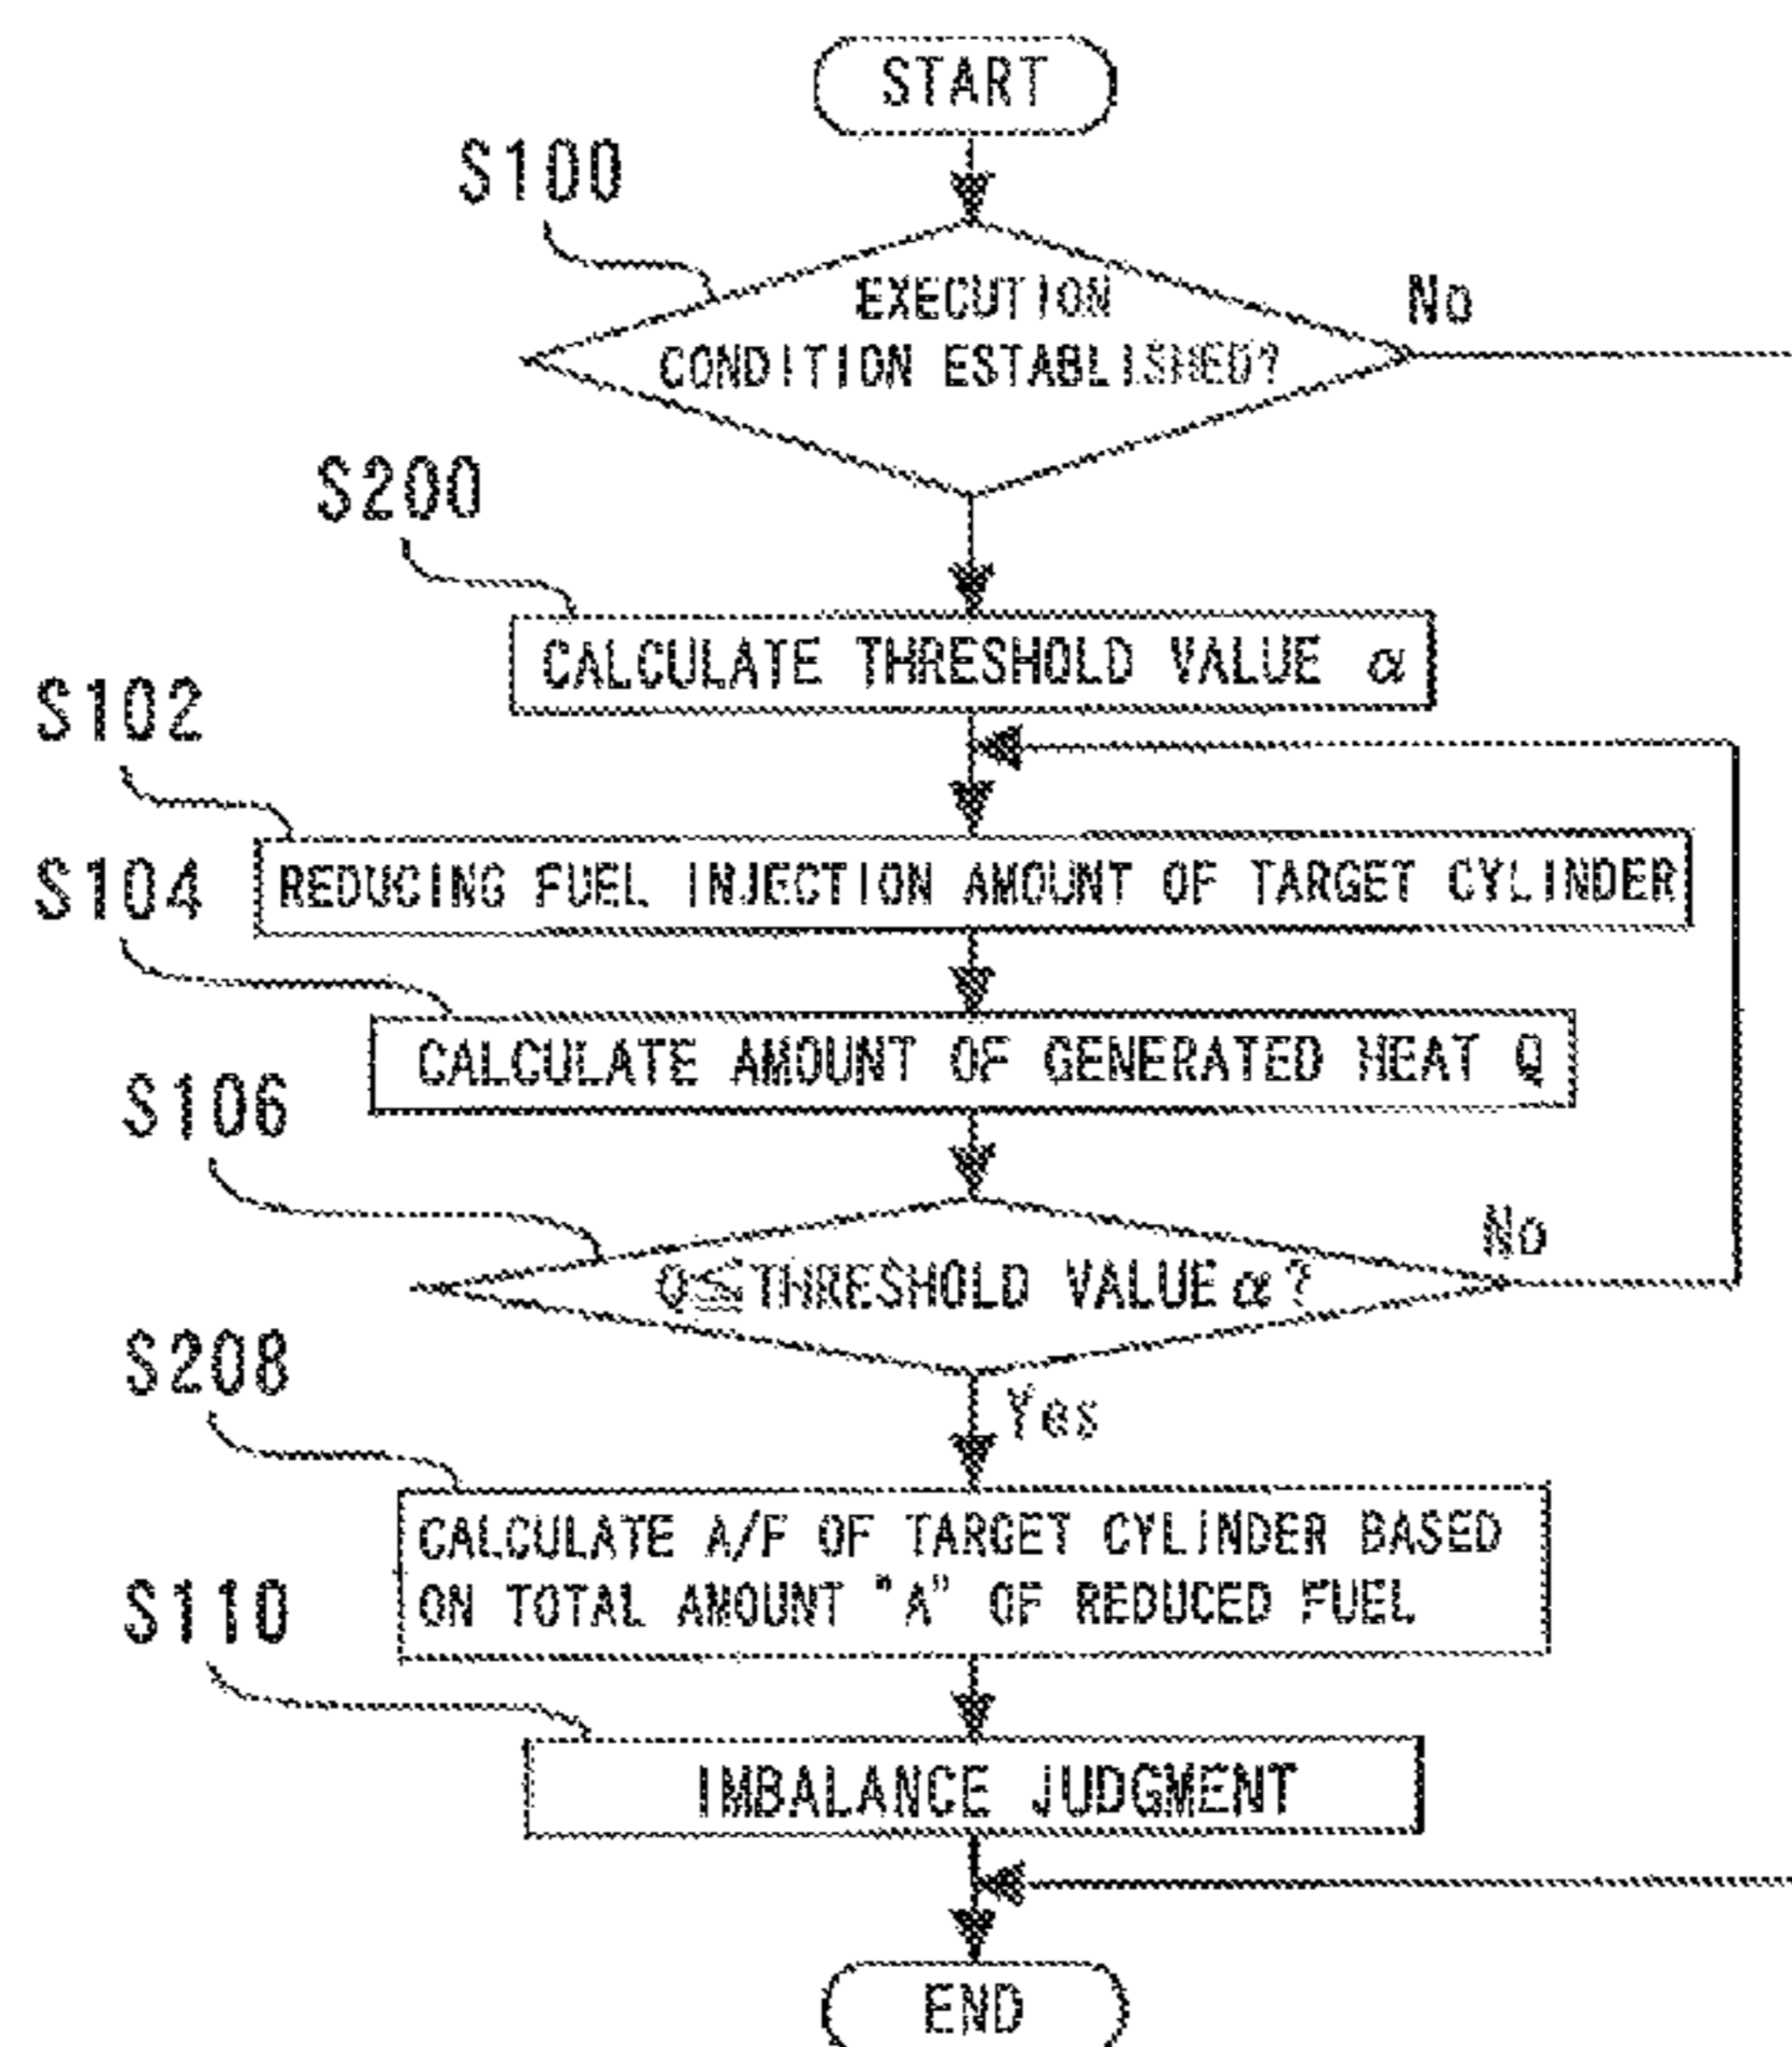 START
S100
EXECUTION
CONDITION ESTABLISHED?
No
S200
CALCULATE THRESHOLD VALUE α
S102
REDUCING FUEL INJECTION AMOUNT OF TARGET CYLINDER
S104
CALCULATE AMOUNT OF GENERATED HEAT Q
S106
Q≦THRESHOLD VALUE α?
No
Yes
S208
CALCULATE A/F OF TARGET CYLINDER BASED
ON TOTAL AMOUNT "A" OF REDUCED FUEL
S110
IMBALANCE JUDGMENT
END